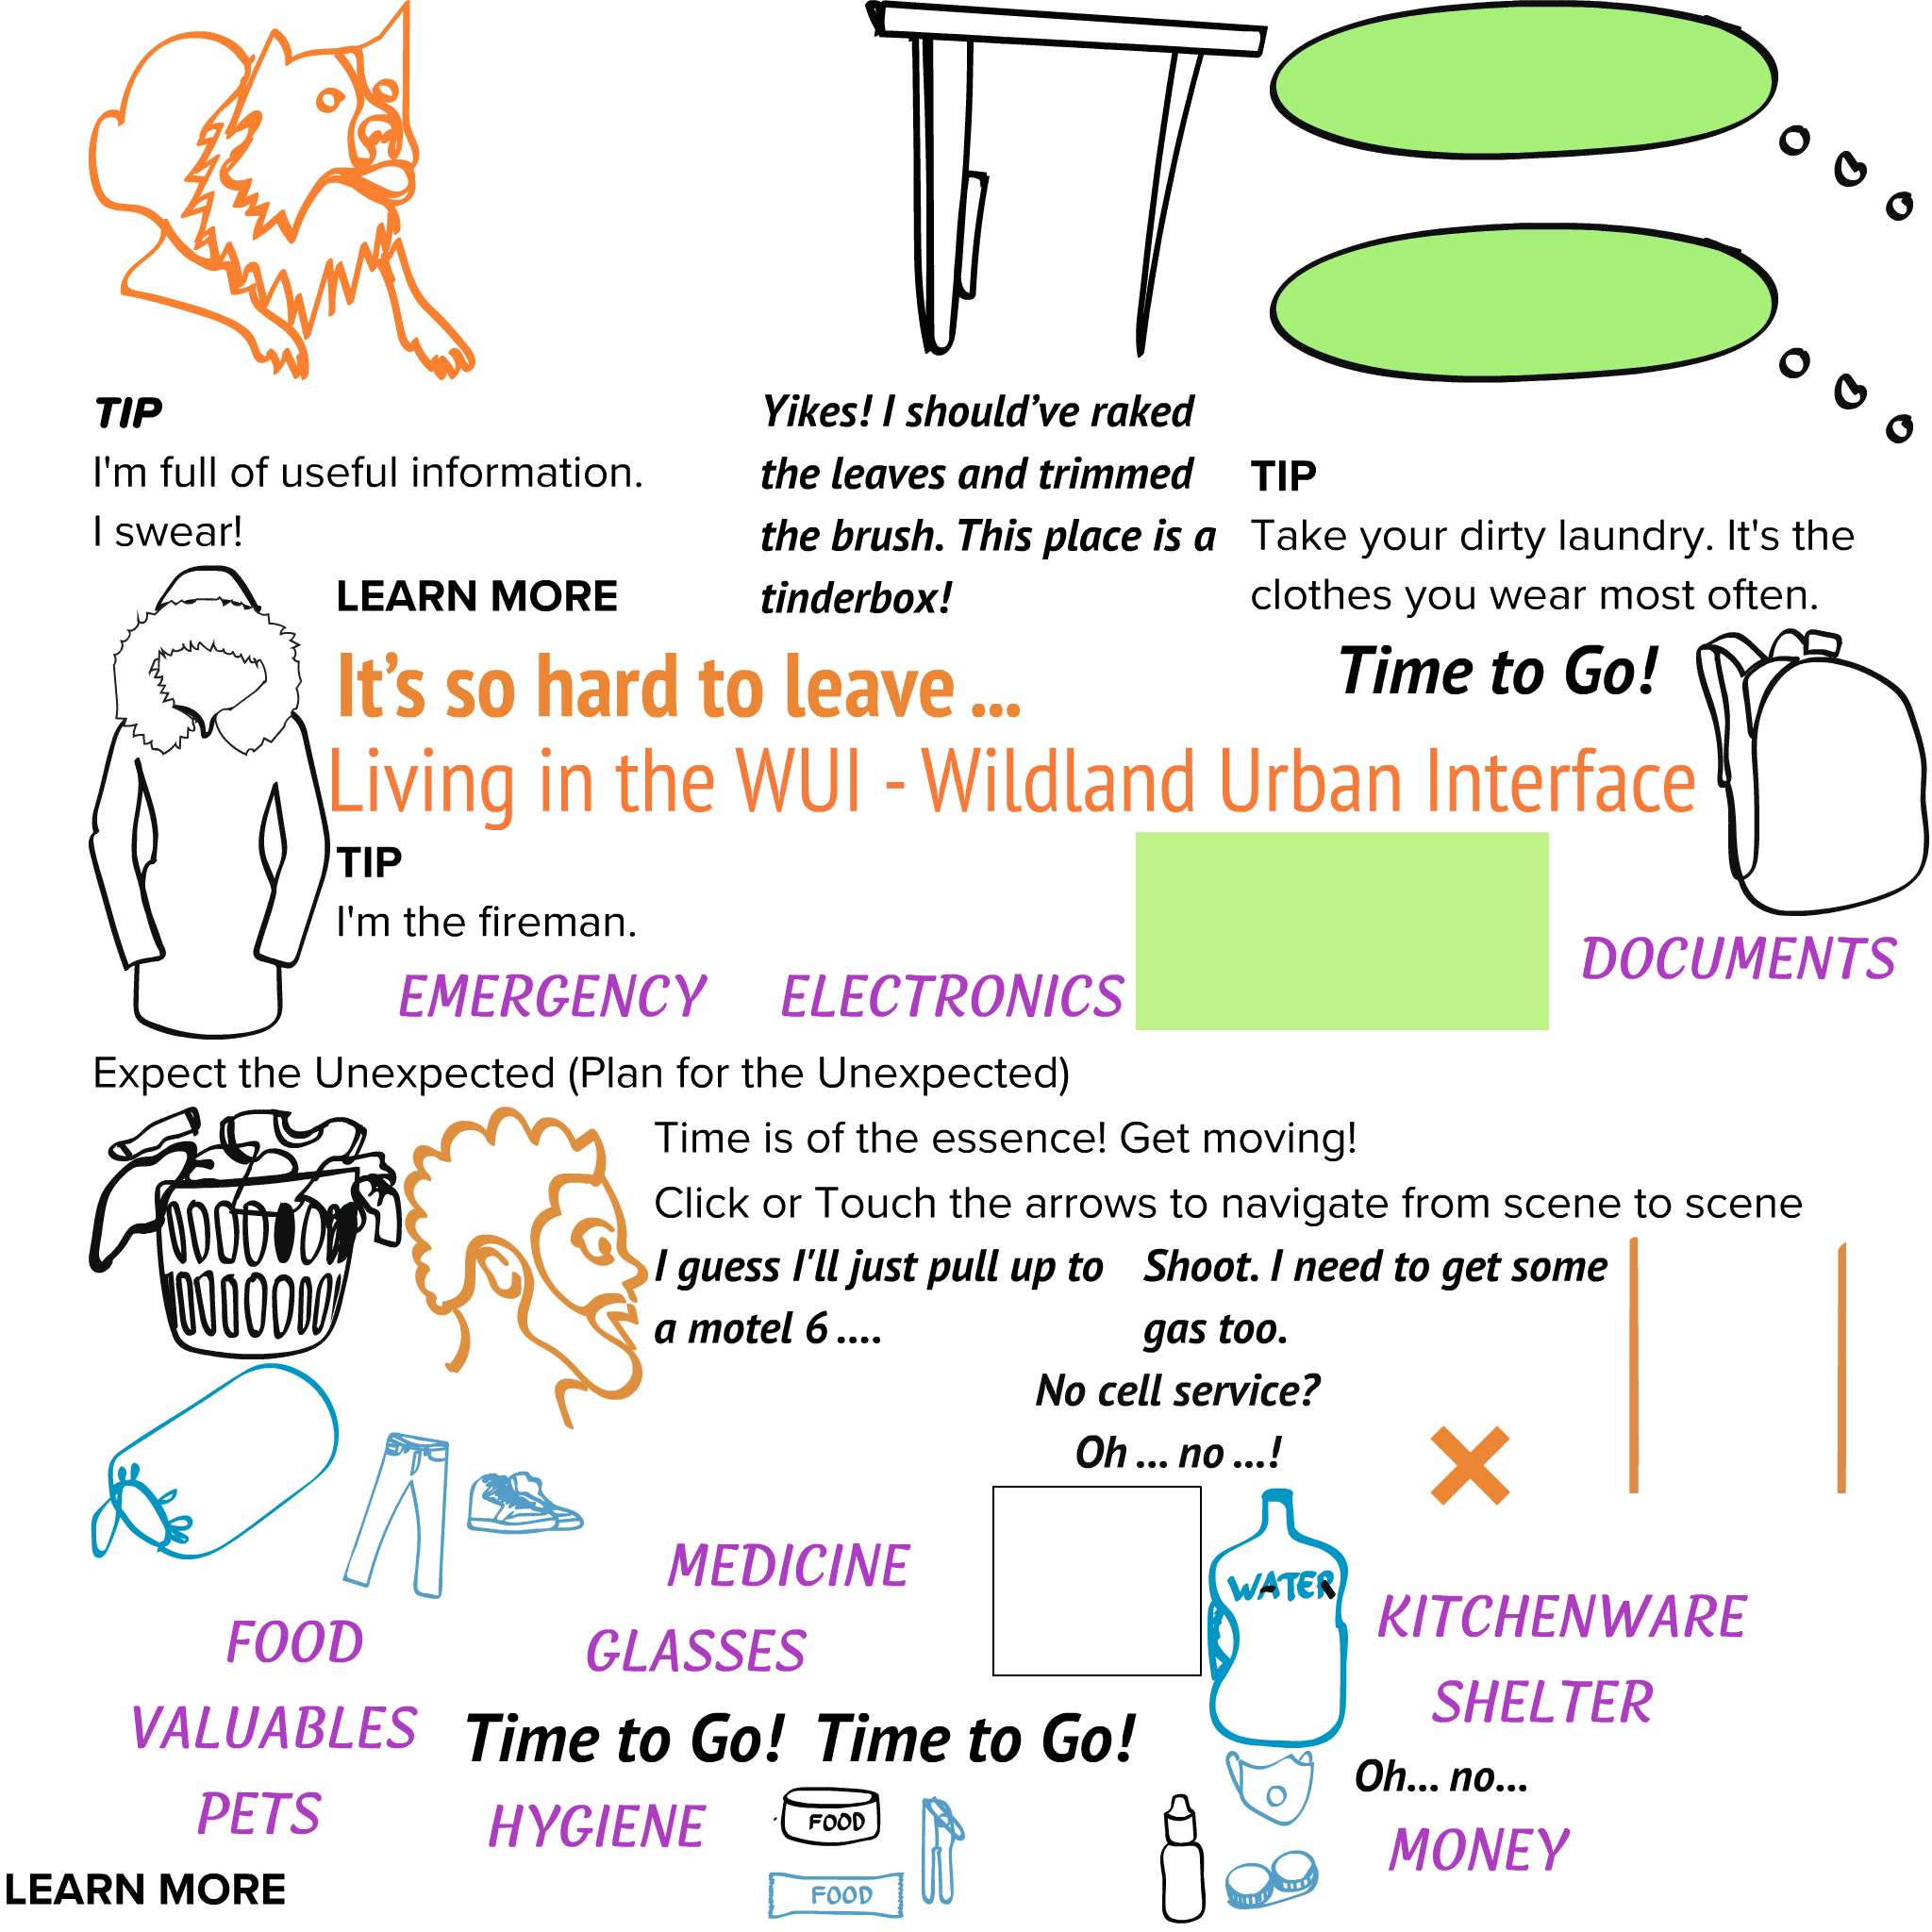 TIP
I'm full of useful information.
I swear!
Yikes! I should've raked
the leaves and trimmed
the brush. This place is a
tinderbox!
TIP
Take your dirty laundry. It's the
clothes you wear most often.
LEARN MORE
It's so hard to leave ...
Time to Go!
Living in the WUI - Wildland Urban Interface
TIP
I'm the fireman.
EMERGENCY
ELECTRONICS
DOCUMENTS
Expect the Unexpected (Plan for the Unexpected)
Time is of the essence! Get moving!
Click or Touch the arrows to navigate from scene to scene
I guess I'll just pull up to
a motel 6 ....
Shoot. I need to get some
gas too.
No cell service?
Oh ... no ...!
WATER
MEDICINE
FOOD
GLASSES
KITCHENWARE
SHELTER
VALUABLES
Time to Go!
Time to Go!
Oh... no...
PETS
HYGIENE
FOOD
MONEY
LEARN MORE
FOOD